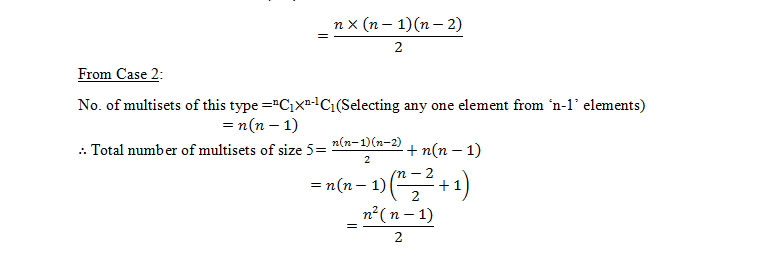 = n × (n − 1)(n − 2) / 2
From Case 2:
No. of multisets of this type =ⁿC₁×ⁿ⁻¹C₁(Selecting any one element from ‘n-1’ elements)
= n(n − 1)
∴ Total number of multisets of size 5= n(n−1)(n−2) / 2 + n(n − 1)
= n(n − 1) ( (n − 2) / 2 + 1 )
= n²( n − 1) / 2